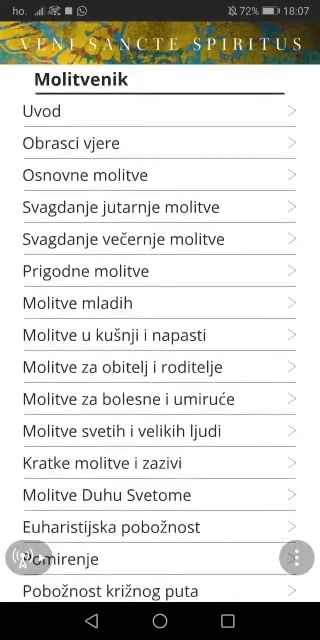 ho. 72% 18:07
VENI SANCTE SPIRITUS
Molitvenik
Uvod
Obrasci vjere
Osnovne molitve
Svagdanje jutarnje molitve
Svagdanje večernje molitve
Prigodne molitve
Molitve mladih
Molitve u kušnji i napasti
Molitve za obitelj i roditelje
Molitve za bolesne i umiruće
Molitve svetih i velikih ljudi
Kratke molitve i zazivi
Molitve Duhu Svetome
Euharistijska pobožnost
Pomirenje
Pobožnost križnog puta